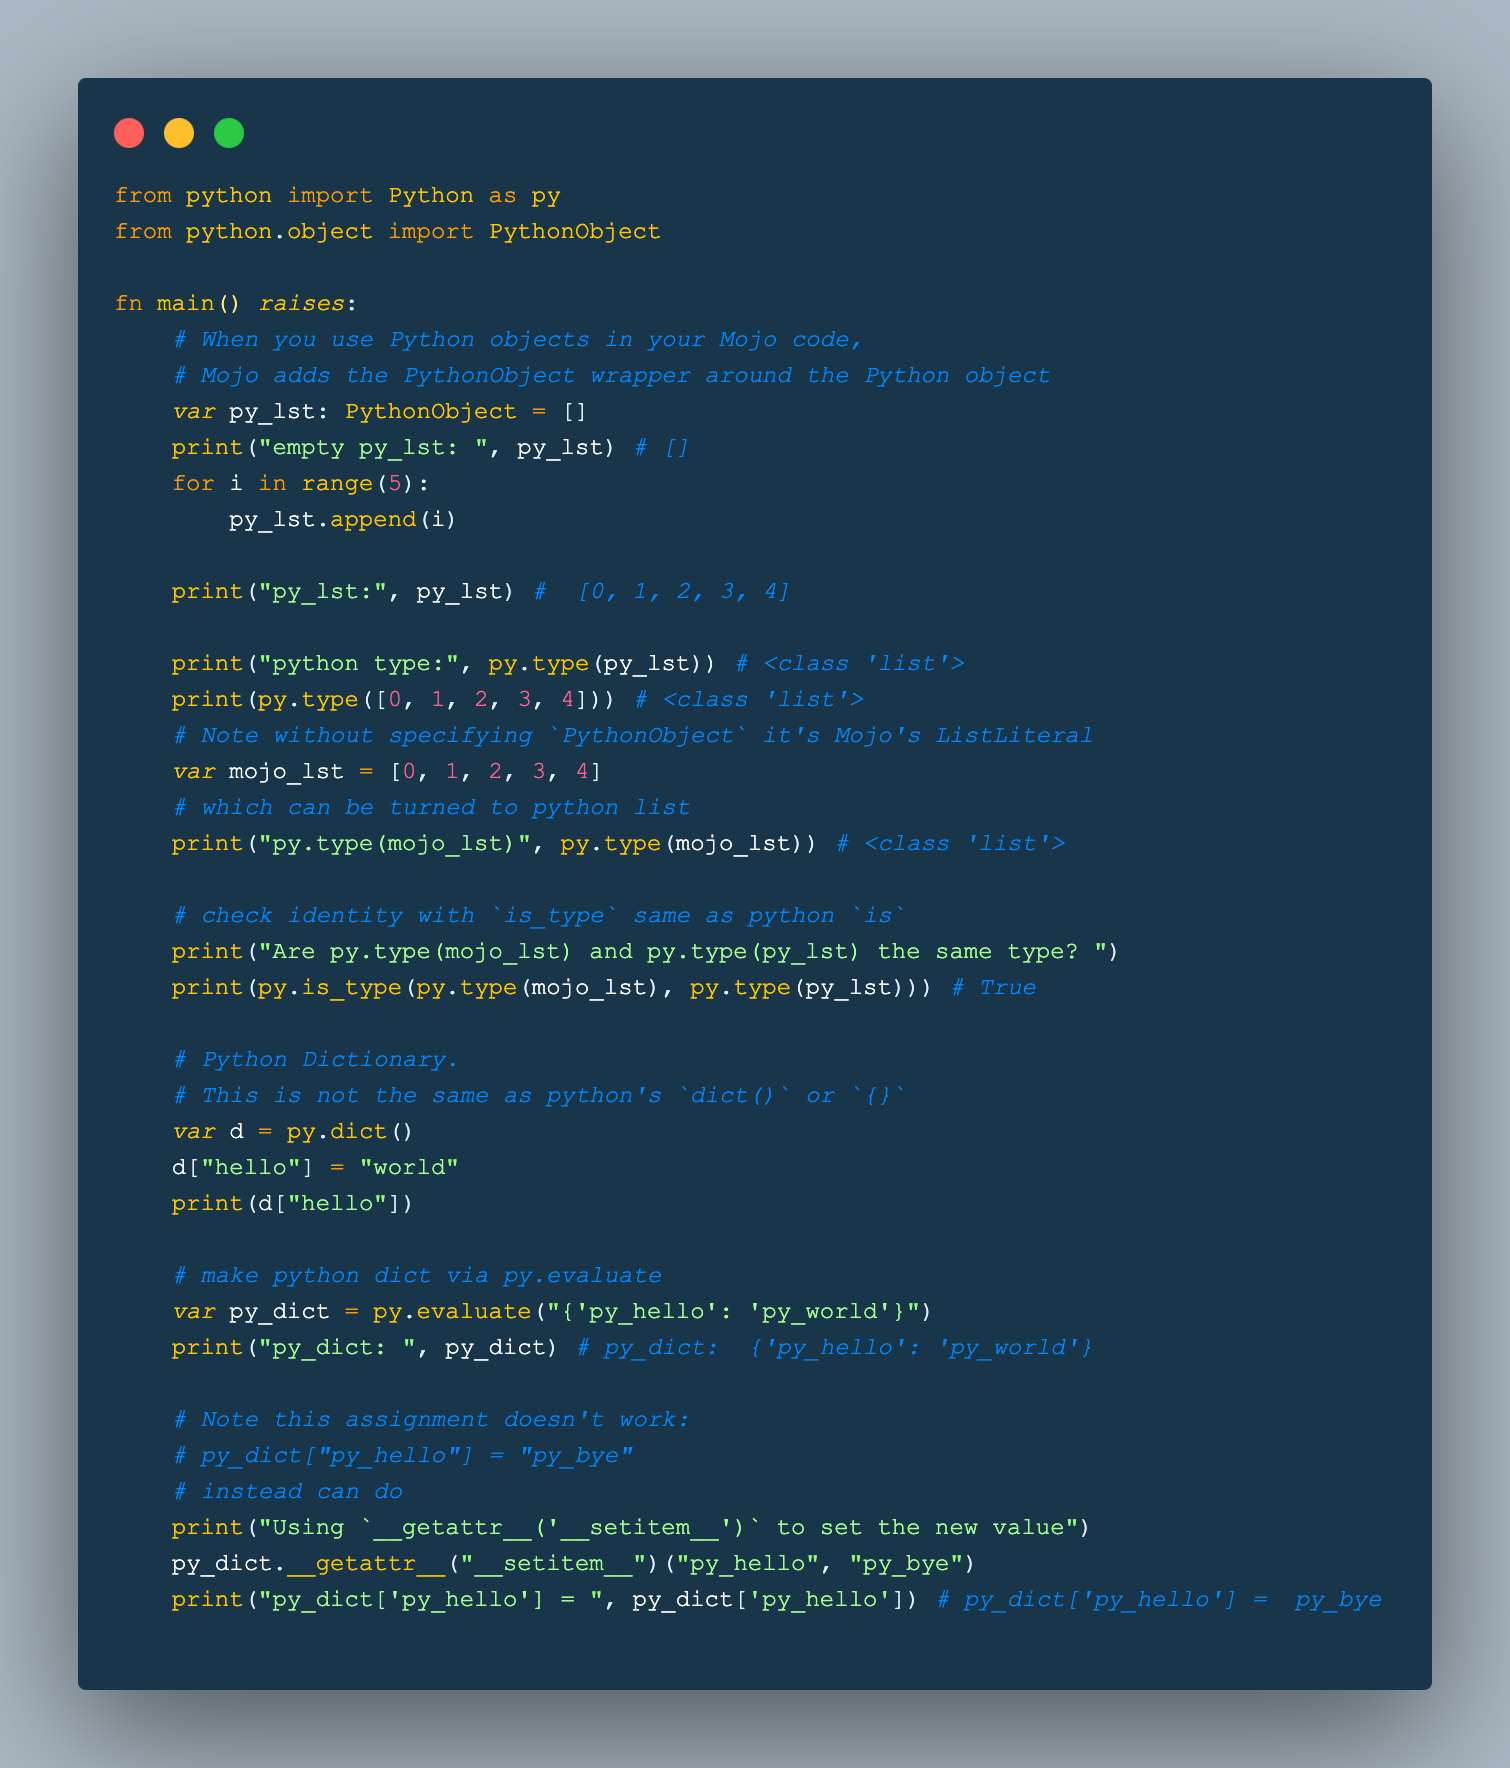 from python import Python as py
from python.object import PythonObject

fn main() raises:
    # When you use Python objects in your Mojo code,
    # Mojo adds the PythonObject wrapper around the Python object
    var py_lst: PythonObject = []
    print("empty py_lst: ", py_lst) # []
    for i in range(5):
        py_lst.append(i)

    print("py_lst:", py_lst) #  [0, 1, 2, 3, 4]

    print("python type:", py.type(py_lst)) # <class 'list'>
    print(py.type([0, 1, 2, 3, 4])) # <class 'list'>
    # Note without specifying `PythonObject` it's Mojo's ListLiteral
    var mojo_lst = [0, 1, 2, 3, 4]
    # which can be turned to python list
    print("py.type(mojo_lst)", py.type(mojo_lst)) # <class 'list'>

    # check identity with `is_type` same as python `is`
    print("Are py.type(mojo_lst) and py.type(py_lst) the same type? ")
    print(py.is_type(py.type(mojo_lst), py.type(py_lst))) # True

    # Python Dictionary.
    # This is not the same as python's `dict()` or `{}`
    var d = py.dict()
    d["hello"] = "world"
    print(d["hello"])

    # make python dict via py.evaluate
    var py_dict = py.evaluate("{'py_hello': 'py_world'}")
    print("py_dict: ", py_dict) # py_dict:  {'py_hello': 'py_world'}

    # Note this assignment doesn't work:
    # py_dict["py_hello"] = "py_bye"
    # instead can do
    print("Using `__getattr__('__setitem__')` to set the new value")
    py_dict.__getattr__("__setitem__")("py_hello", "py_bye")
    print("py_dict['py_hello'] = ", py_dict['py_hello']) # py_dict['py_hello'] =  py_bye